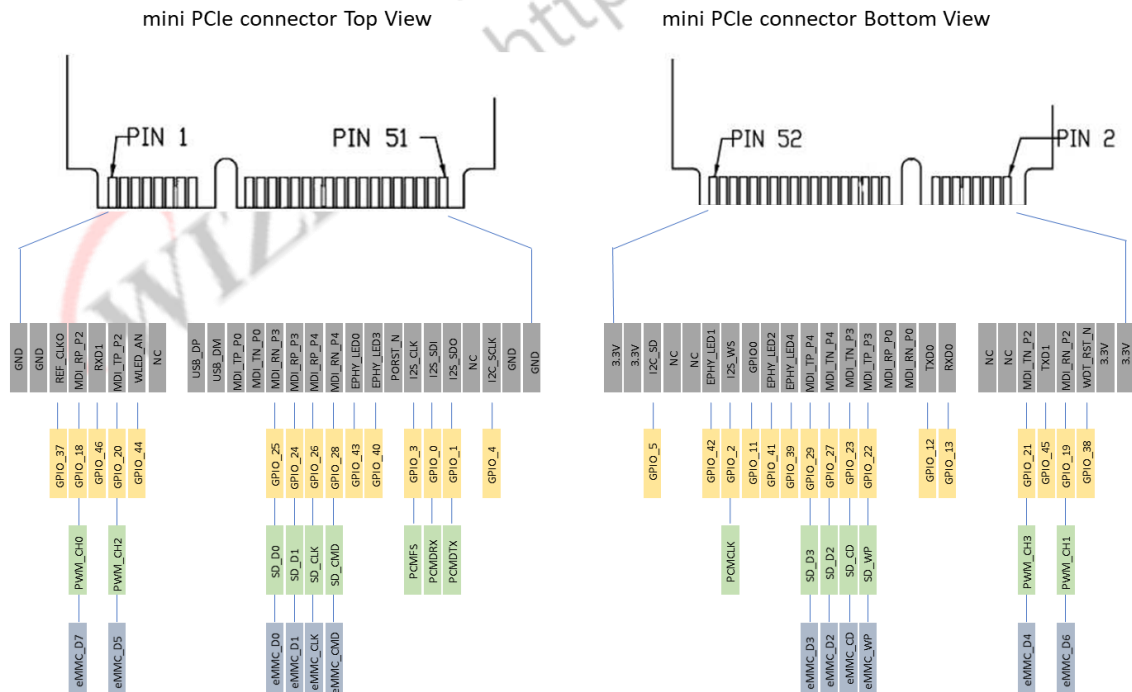 mini PCIe connector Top View
mini PCIe connector Bottom View
http
WIZ
PIN 1
PIN 51
PIN 52
PIN 2
GND
GND
REF_CLKO
MDI_RP_P2
RXD1
MDI_TP_P2
WLED_AN
NC
USB_DP
USB_DM
MDI_TP_P0
MDI_TN_P0
MDI_RN_P3
MDI_RP_P3
MDI_RP_P4
MDI_RN_P4
EPHY_LED0
EPHY_LED3
PORST_N
I2S_CLK
I2S_SDI
I2S_SDO
NC
I2C_SCLK
GND
GND
3.3V
3.3V
I2C_SD
NC
NC
EPHY_LED1
I2S_WS
GPIO0
EPHY_LED2
EPHY_LED4
MDI_TP_P4
MDI_TN_P4
MDI_TN_P3
MDI_TP_P3
MDI_RP_P0
MDI_RN_P0
TXD0
RXD0
NC
NC
MDI_TN_P2
TXD1
MDI_RN_P2
WDT_RST_N
3.3V
3.3V
GPIO_37
GPIO_18
GPIO_46
GPIO_20
GPIO_44
GPIO_25
GPIO_24
GPIO_26
GPIO_28
GPIO_43
GPIO_40
GPIO_3
GPIO_0
GPIO_1
GPIO_4
GPIO_5
GPIO_42
GPIO_2
GPIO_11
GPIO_41
GPIO_39
GPIO_29
GPIO_27
GPIO_23
GPIO_22
GPIO_12
GPIO_13
GPIO_21
GPIO_45
GPIO_19
GPIO_38
PWM_CH0
PWM_CH2
SD_D0
SD_D1
SD_CLK
SD_CMD
PCMFS
PCMDRX
PCMDTX
PCMCLK
SD_D3
SD_D2
SD_CD
SD_WP
PWM_CH3
PWM_CH1
eMMC_D7
eMMC_D5
eMMC_D0
eMMC_D1
eMMC_CLK
eMMC_CMD
eMMC_D3
eMMC_D2
eMMC_CD
eMMC_WP
eMMC_D4
eMMC_D6